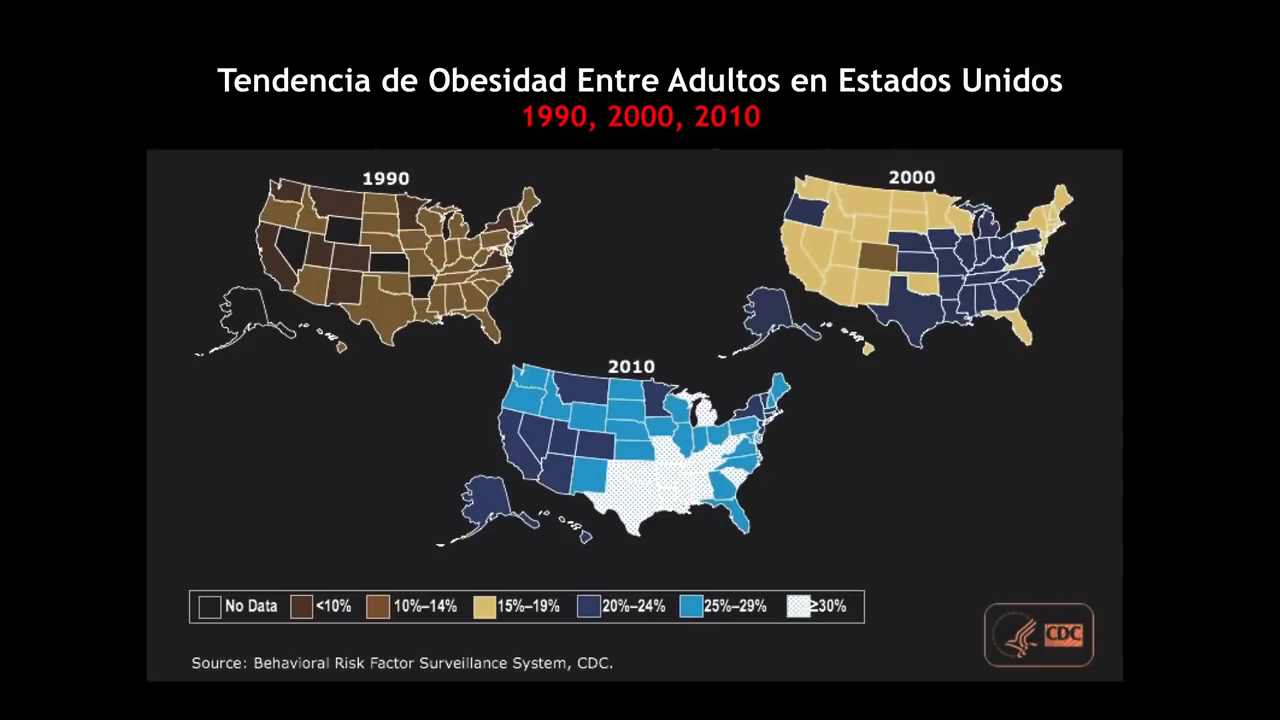 Tendencia de Obesidad Entre Adultos en Estados Unidos
1990, 2000, 2010
1990
2000
2010
No Data <10% 10%–14% 15%–19% 20%–24% 25%–29% ≥30%
CDC
Source: Behavioral Risk Factor Surveillance System, CDC.